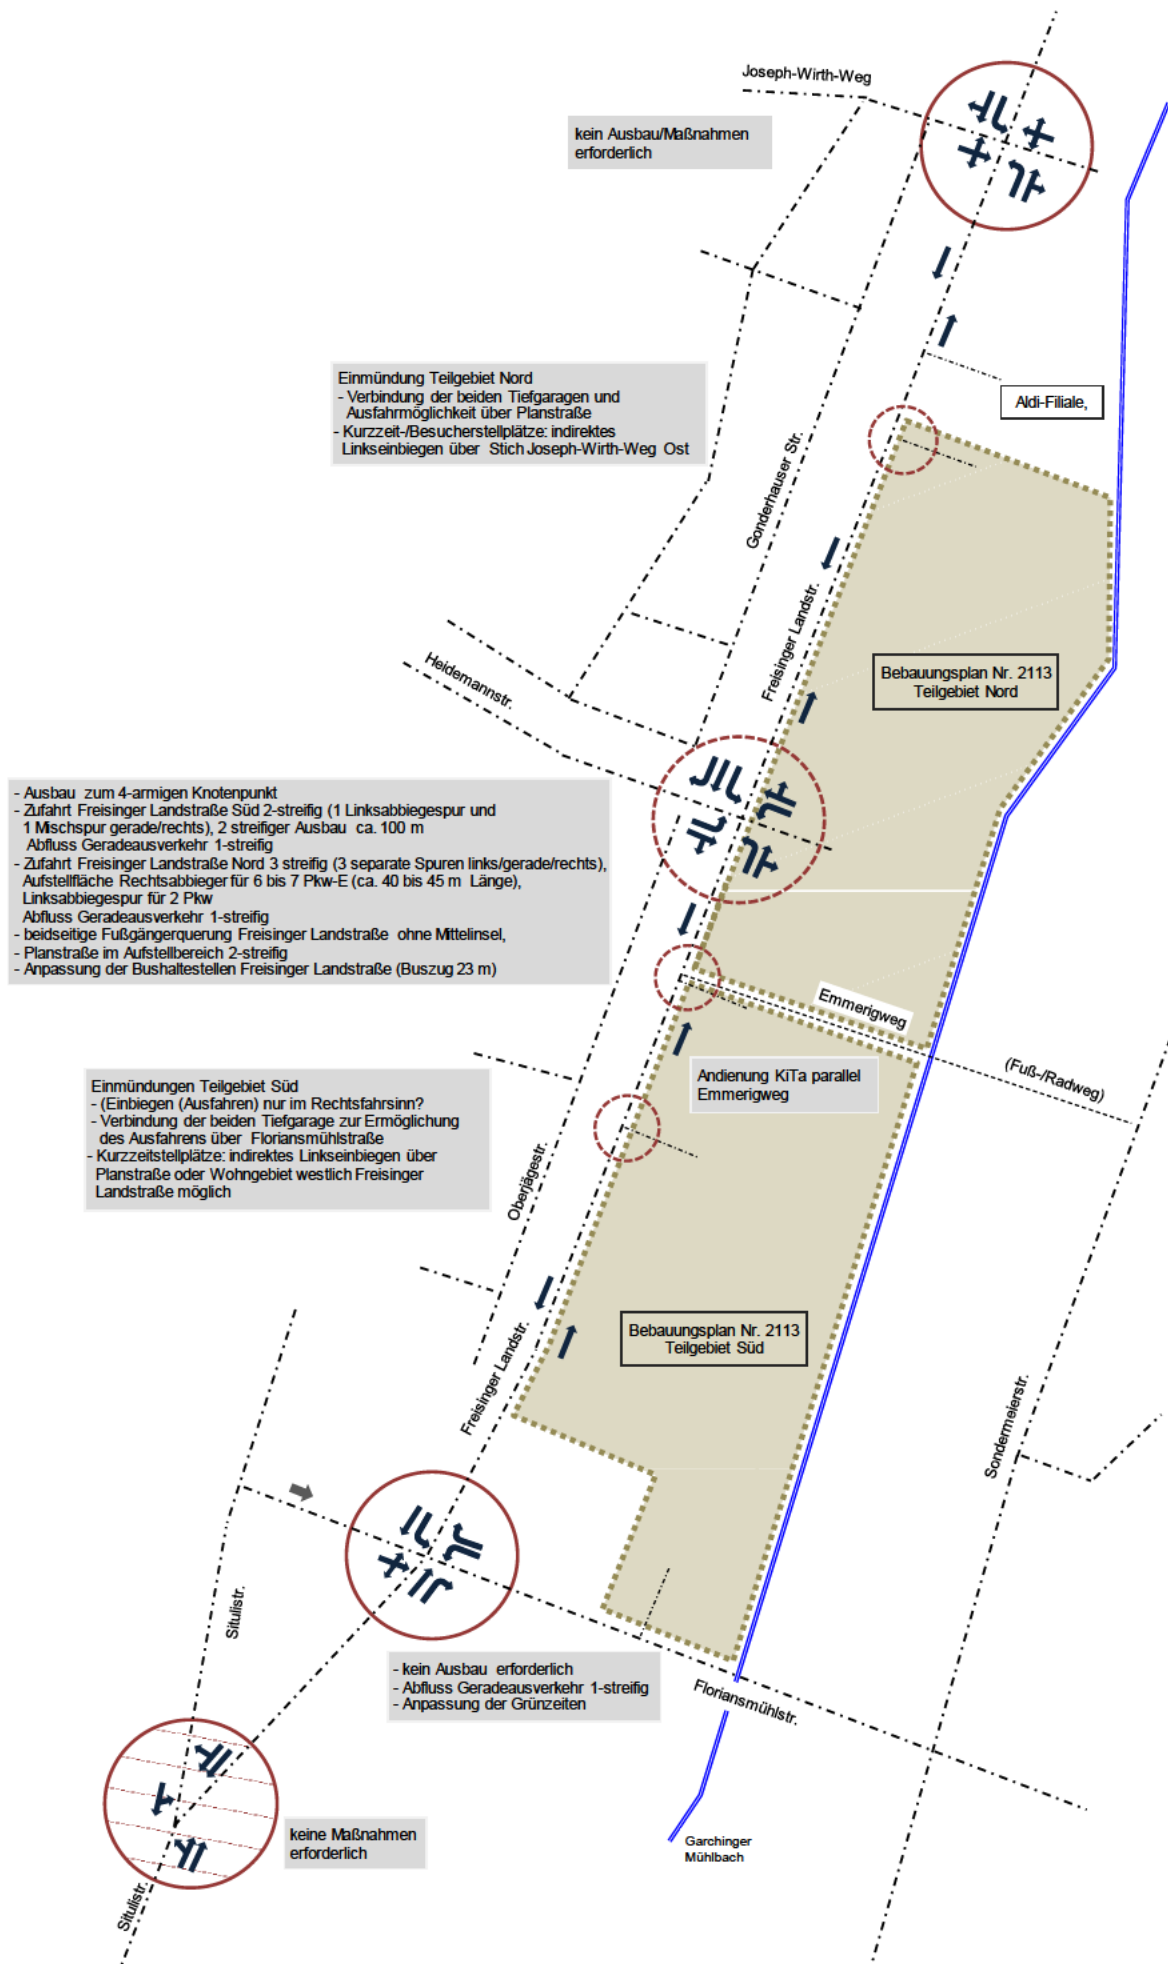 Joseph-Wirth-Weg
kein Ausbau/Maßnahmen
erforderlich
Einmündung Teilgebiet Nord
- Verbindung der beiden Tiefgaragen und
Ausfahrmöglichkeit über Planstraße
- Kurzzeit-/Besucherstellplätze: indirektes
Linkseinbiegen über Stich Joseph-Wirth-Weg Ost
Aldi-Filiale,
Gonderhauser Str.
Freisinger Landstr.
Heidemannstr.
Bebauungsplan Nr. 2113
Teilgebiet Nord
- Ausbau zum 4-armigen Knotenpunkt
- Zufahrt Freisinger Landstraße Süd 2-streifig (1 Linksabbiegespur und
1 Mischspur gerade/rechts), 2 streifiger Ausbau ca. 100 m
Abfluss Geradeausverkehr 1-streifig
- Zufahrt Freisinger Landstraße Nord 3 streifig (3 separate Spuren links/gerade/rechts),
Aufstellfläche Rechtsabbieger für 6 bis 7 Pkw-E (ca. 40 bis 45 m Länge),
Linksabbiegespur für 2 Pkw
Abfluss Geradeausverkehr 1-streifig
- beidseitige Fußgängerquerung Freisinger Landstraße ohne Mittelinsel,
- Planstraße im Aufstellbereich 2-streifig
- Anpassung der Bushaltestellen Freisinger Landstraße (Buszug 23 m)
Emmerigweg
(Fuß-/Radweg)
Andienung KiTa parallel
Emmerigweg
Einmündungen Teilgebiet Süd
- (Einbiegen (Ausfahren) nur im Rechtsfahrsinn?
- Verbindung der beiden Tiefgarage zur Ermöglichung
des Ausfahrens über Floriansmühlstraße
- Kurzzeitstellplätze: indirektes Linkseinbiegen über
Planstraße oder Wohngebiet westlich Freisinger
Landstraße möglich
Oberjägestr.
Freisinger Landstr.
Bebauungsplan Nr. 2113
Teilgebiet Süd
Sondermeierstr.
Situlistr.
- kein Ausbau erforderlich
- Abfluss Geradeausverkehr 1-streifig
- Anpassung der Grünzeiten
Floriansmühlstr.
keine Maßnahmen
erforderlich
Garchinger
Mühlbach
Situlistr.